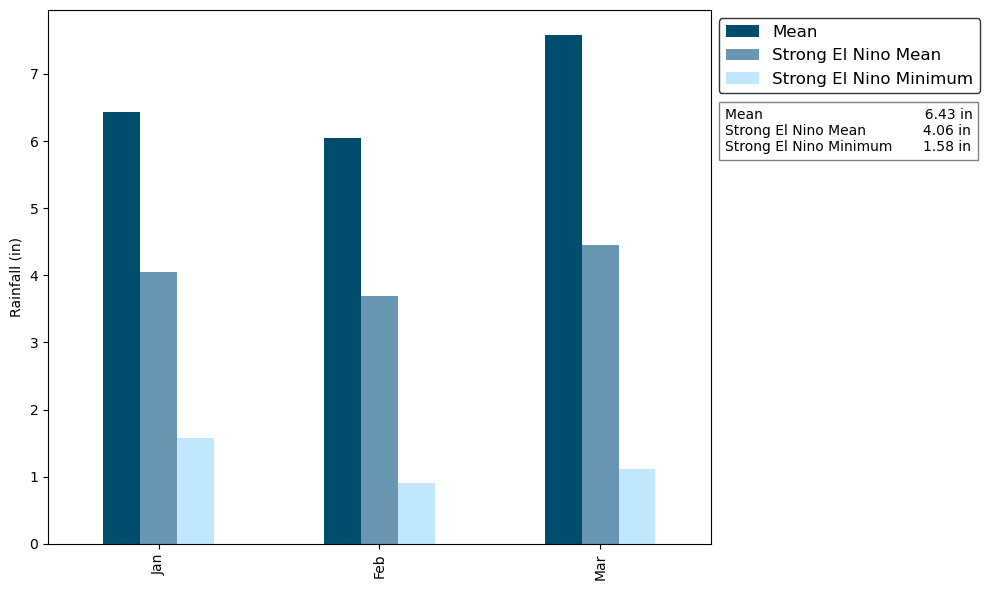 Mean
Strong El Nino Mean
Strong El Nino Minimum
Mean 6.43 in
Strong El Nino Mean 4.06 in
Strong El Nino Minimum 1.58 in
Rainfall (in)
7
6
5
4
3
2
1
0
Jan
Feb
Mar